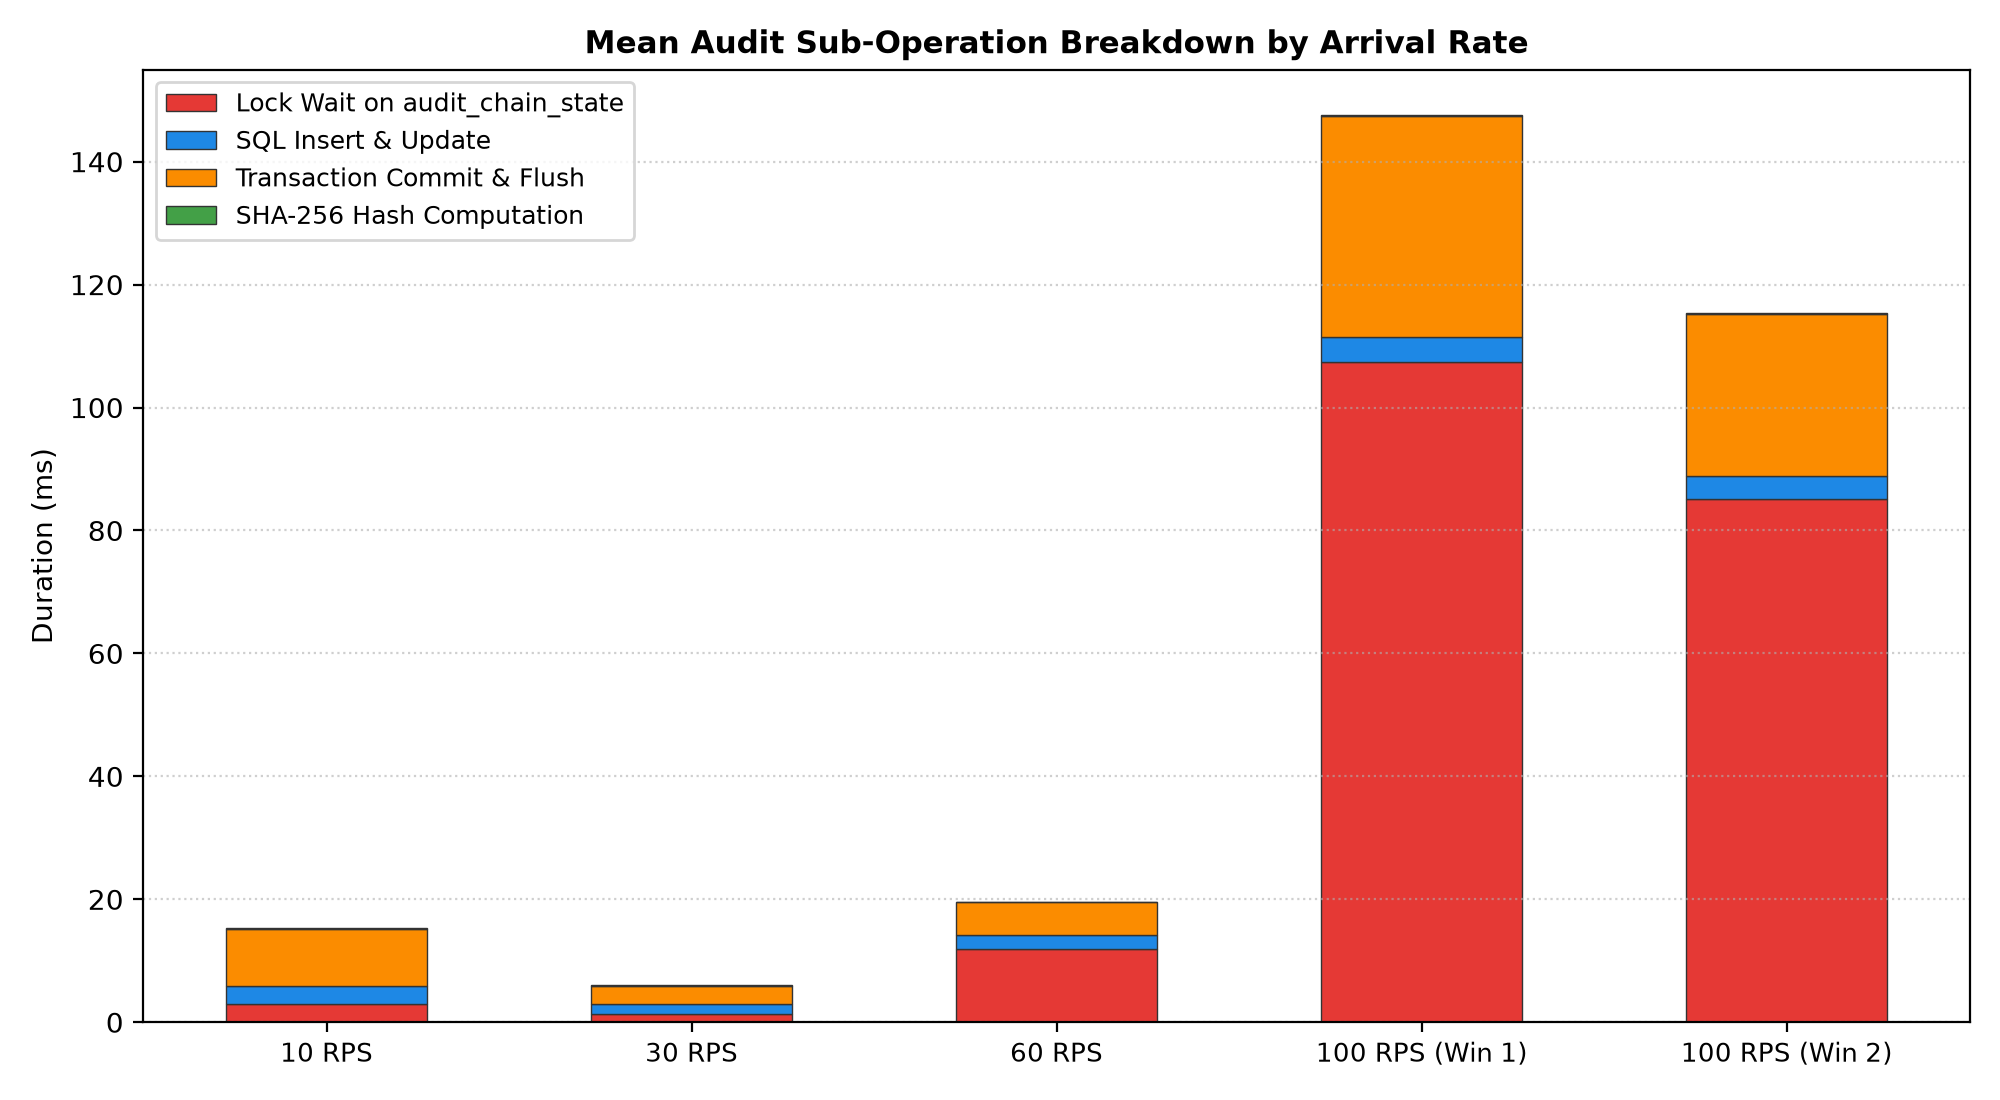 Mean Audit Sub-Operation Breakdown by Arrival Rate
Lock Wait on audit_chain_state
SQL Insert & Update
Transaction Commit & Flush
SHA-256 Hash Computation
Duration (ms)
140
120
100
80
60
40
20
0
10 RPS
30 RPS
60 RPS
100 RPS (Win 1)
100 RPS (Win 2)